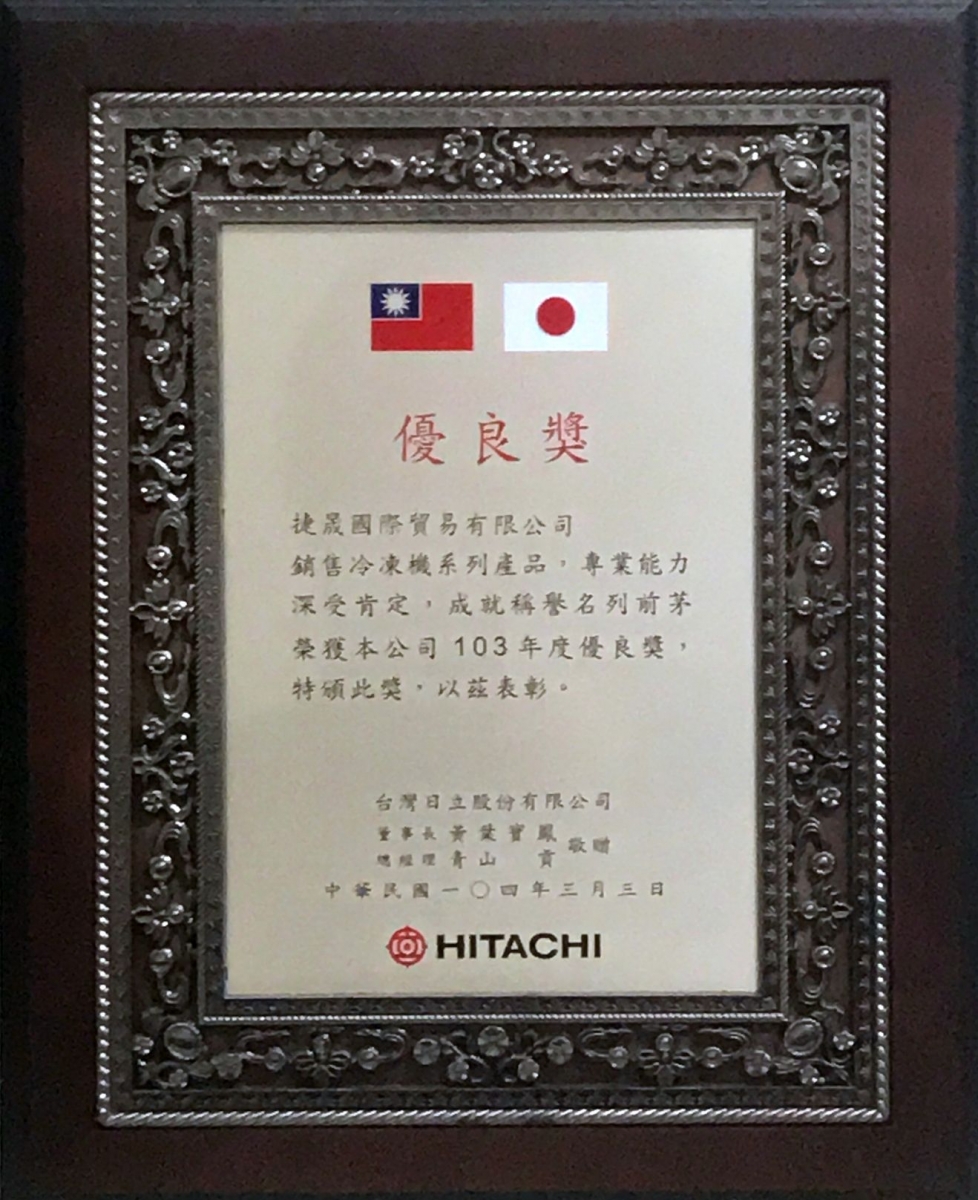 優良獎
捷晟國際貿易有限公司
銷售冷凍機系列產品，專業能力
深受肯定，成就稱譽名列前茅
榮獲本公司 103 年度優良獎，
特頒此獎，以茲表彰。
台灣日立股份有限公司
董事長 黃葉寶鳳
總經理 青山 貢 敬贈
中華民國一〇四年三月三日
HITACHI